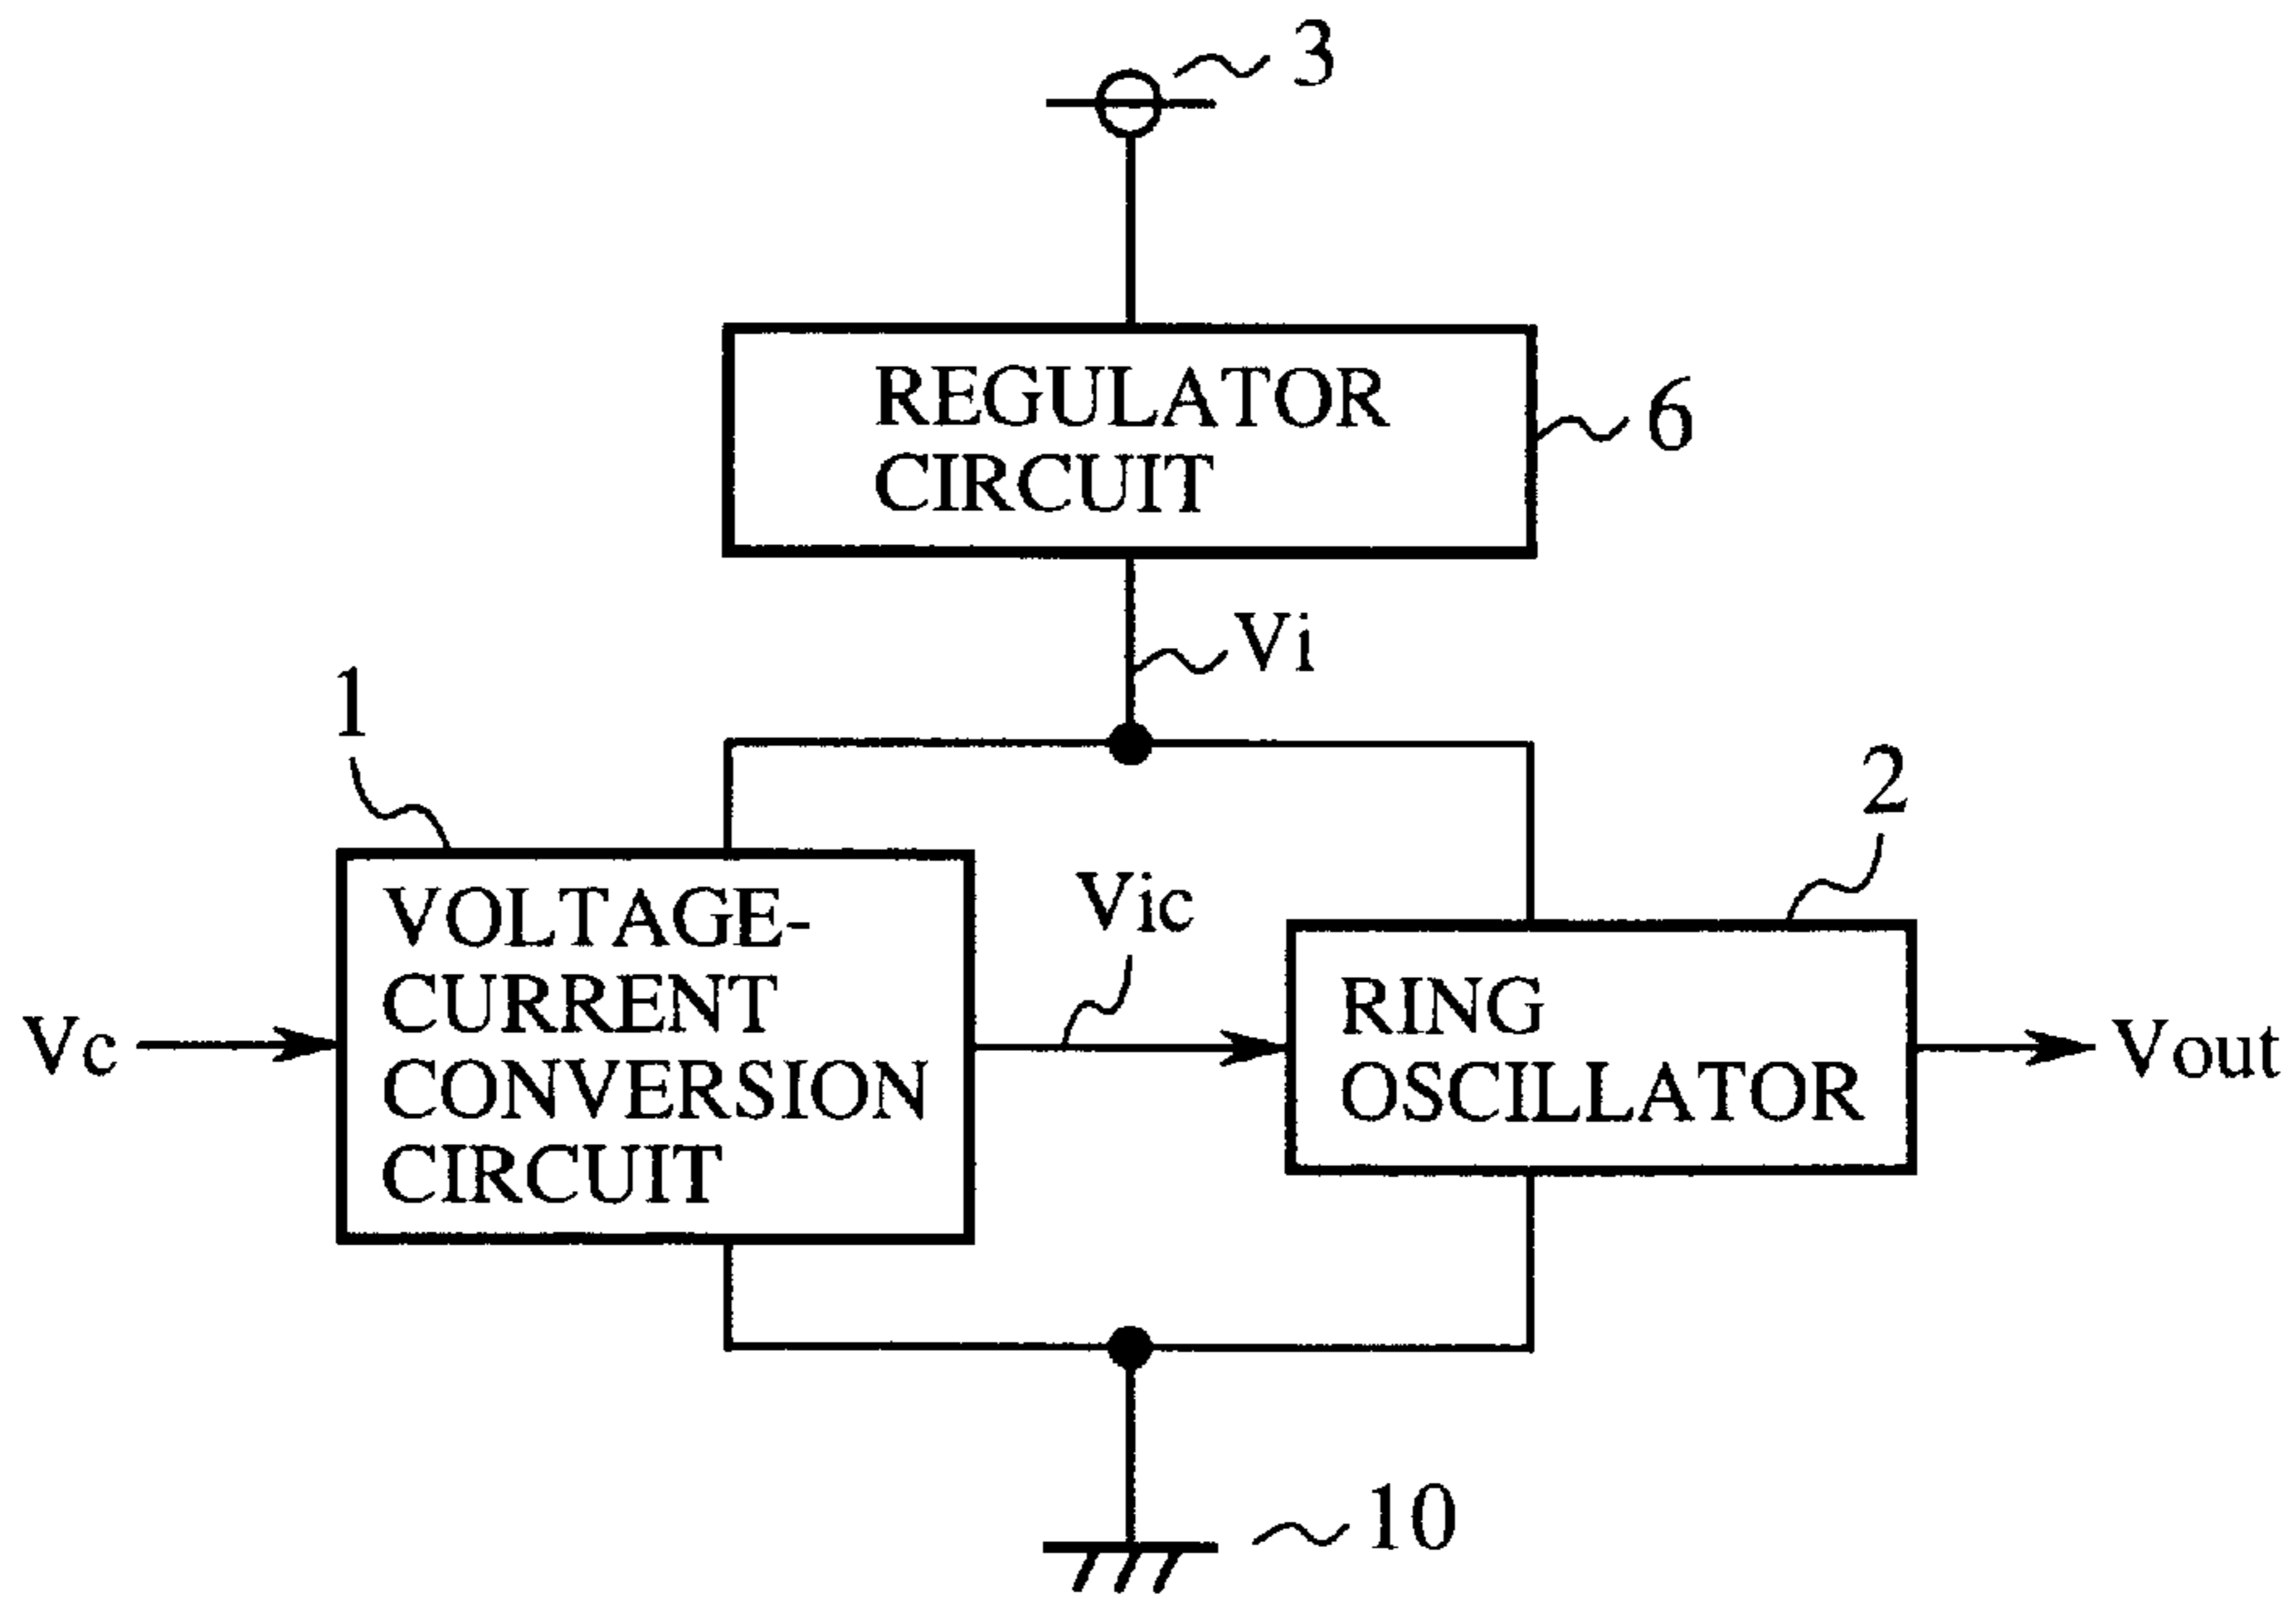 3
REGULATOR
CIRCUIT
6
Vi
1
2
VOLTAGE-
CURRENT
CONVERSION
CIRCUIT
Vic
RING
OSCILLATOR
Vc
Vout
10